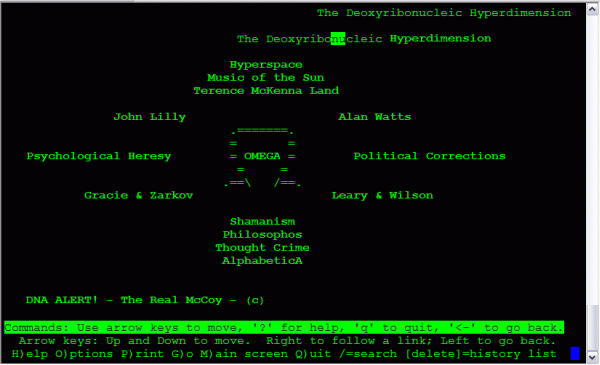 The Deoxyribonucleic Hyperdimension
The Deoxyribonucleic Hyperdimension
Hyperspace
Music of the Sun
Terence McKenna Land
John Lilly Alan Watts
.=======.
= =
Psychological Heresy = OMEGA = Political Corrections
= =
.==\ /==.
Gracie & Zarkov Leary & Wilson
Shamanism
Philosophos
Thought Crime
AlphabeticA
DNA ALERT! - The Real McCoy - (c)
Commands: Use arrow keys to move, '?' for help, 'q' to quit, '<-' to go back.
Arrow keys: Up and Down to move. Right to follow a link; Left to go back.
H)elp O)ptions P)rint G)o M)ain screen Q)uit /=search [delete]=history list